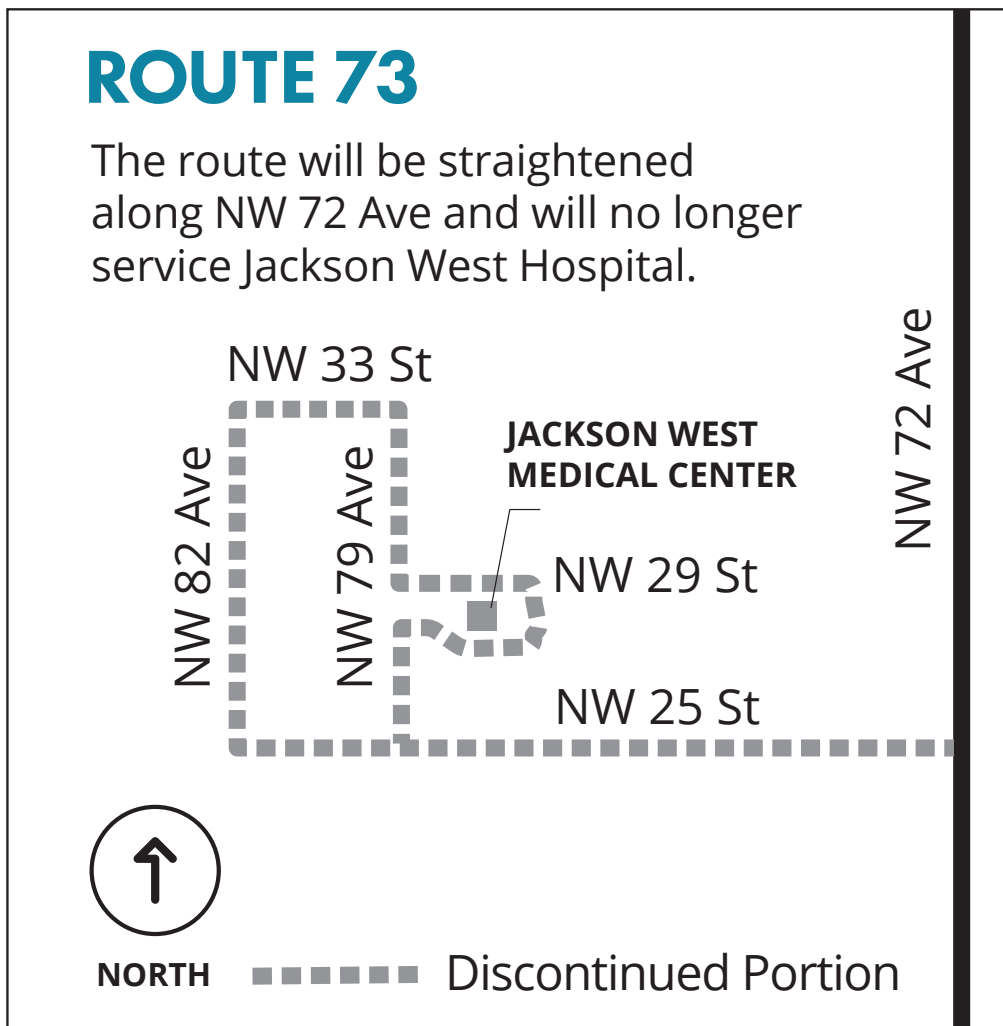 ROUTE 73
The route will be straightened
along NW 72 Ave and will no longer
service Jackson West Hospital.
NW 33 St
NW 72 Ave
JACKSON WEST
MEDICAL CENTER
NW 82 Ave
NW 79 Ave
NW 29 St
NW 25 St
NORTH
Discontinued Portion